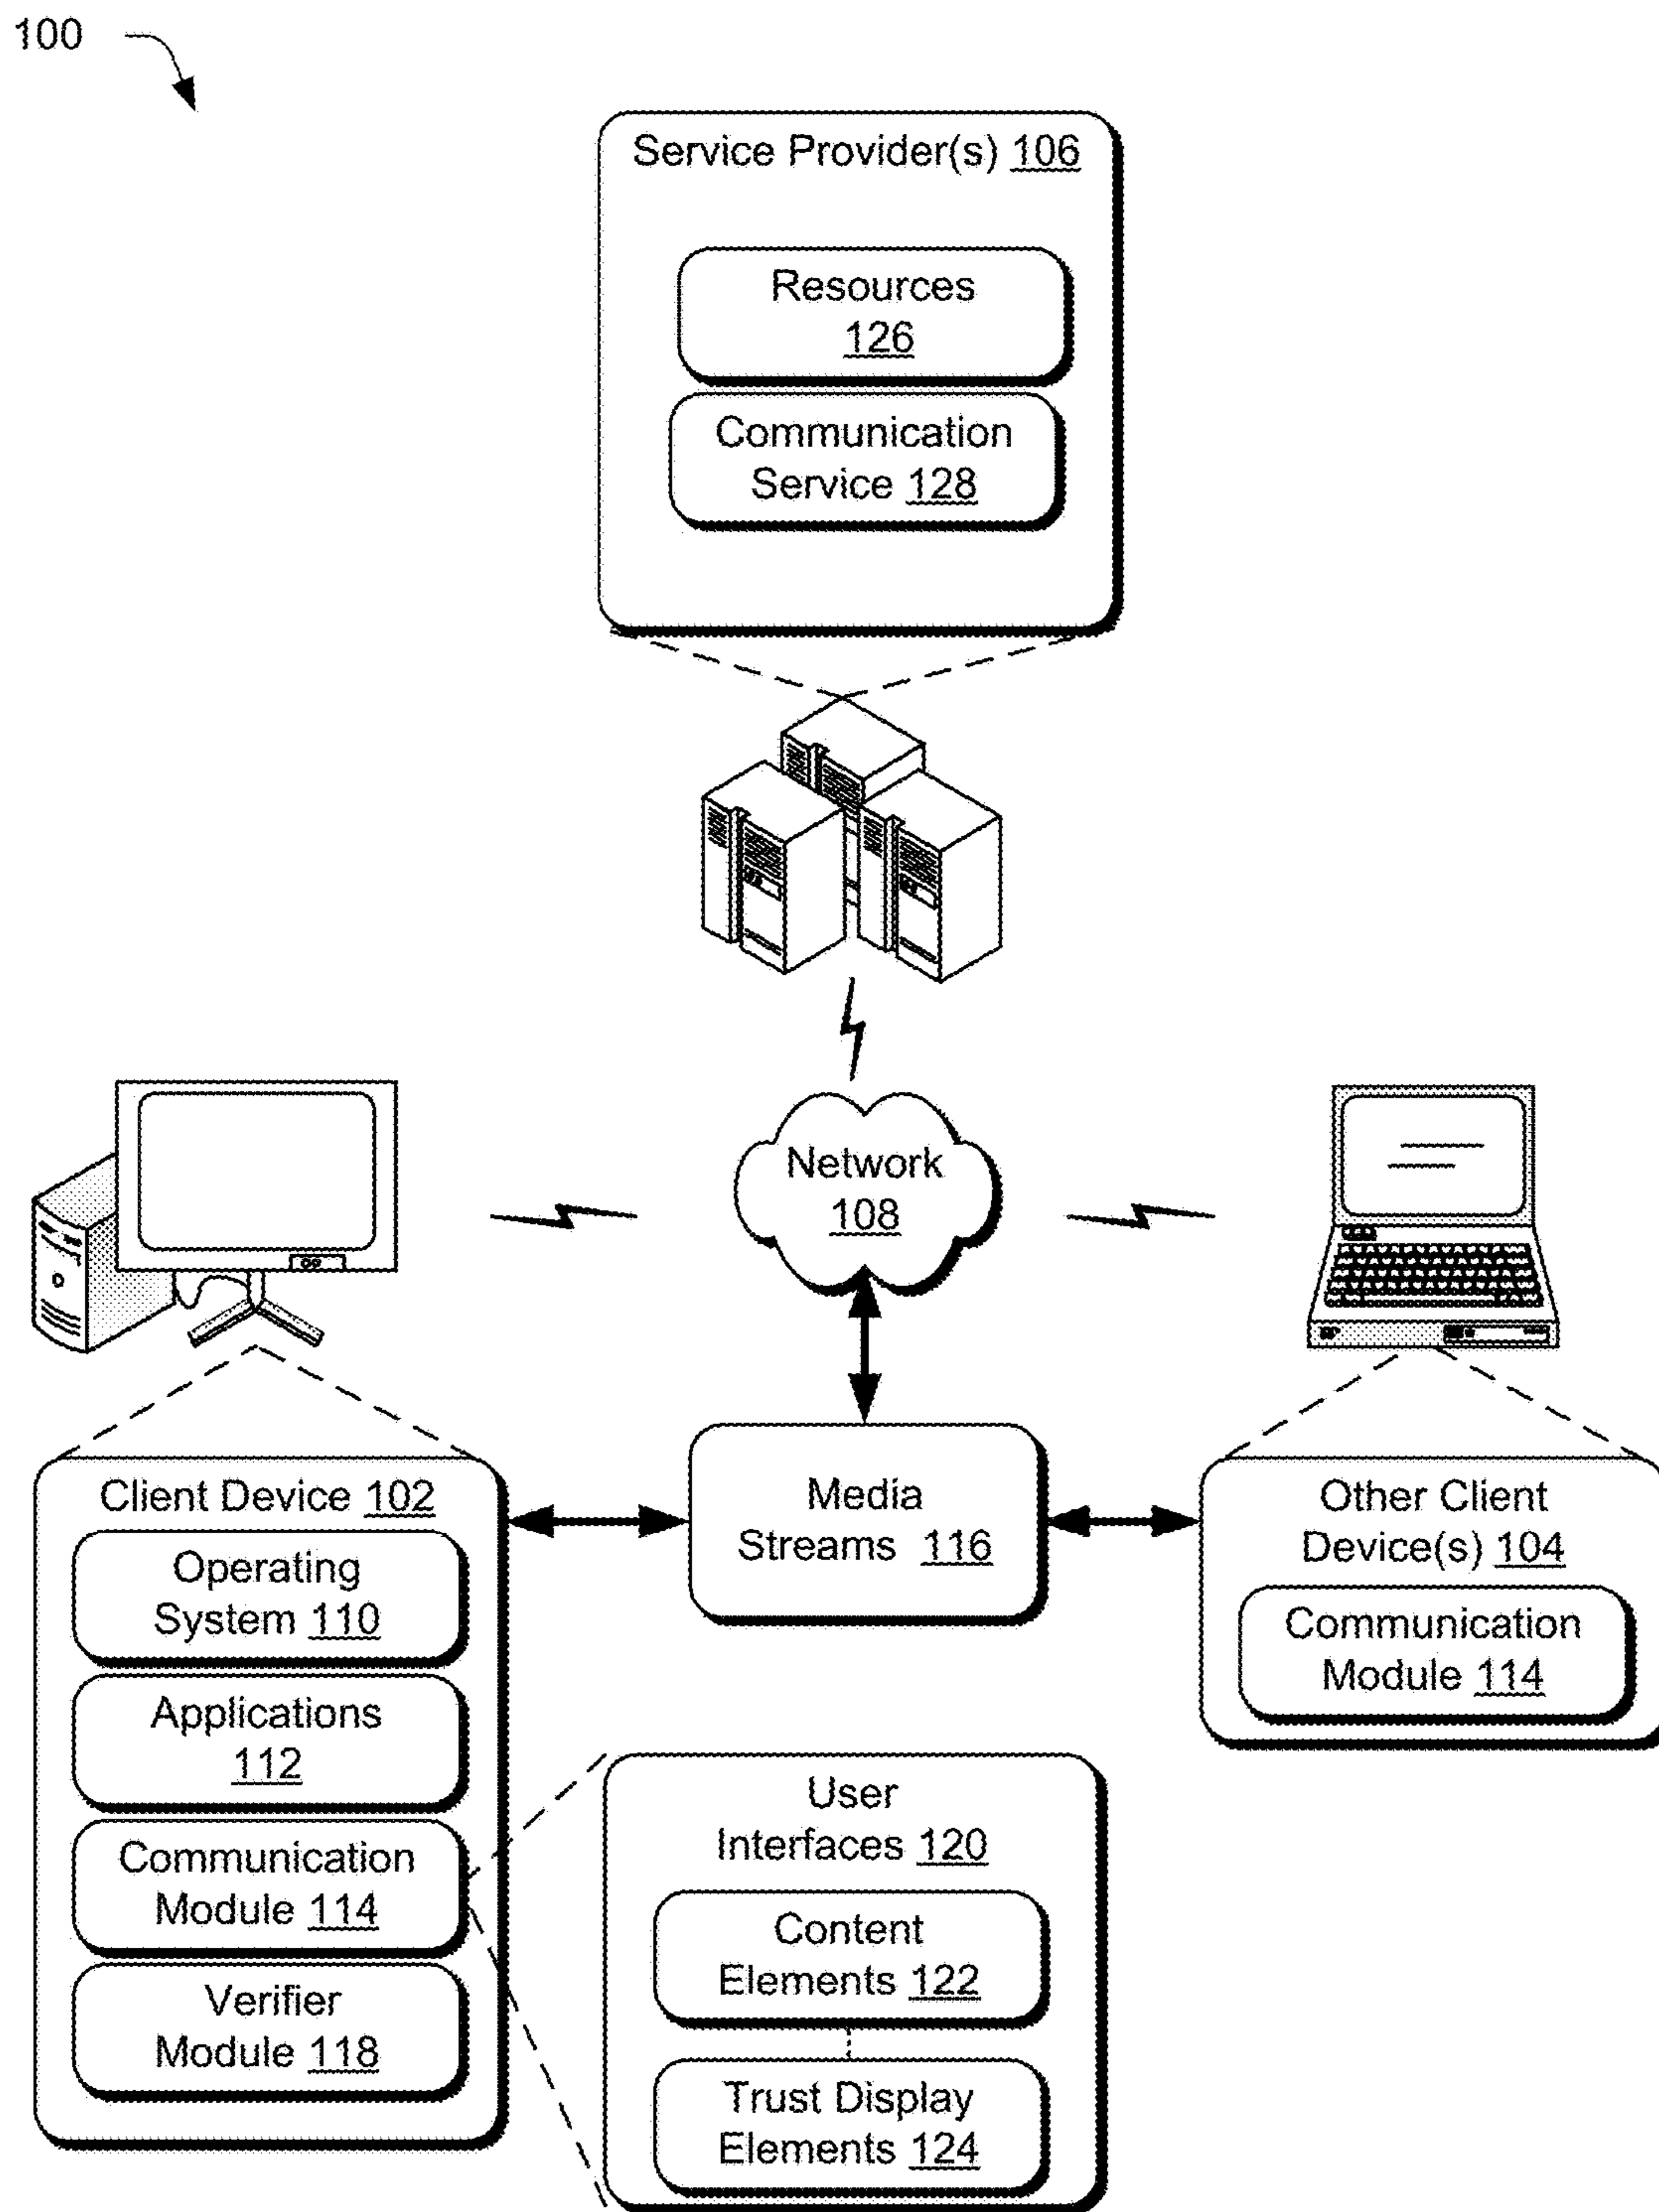 100
Service Provider(s) 106
Resources
126
Communication
Service 128
Network
108
Client Device 102
Operating
System 110
Applications
112
Communication
Module 114
Verifier
Module 118
Media
Streams 116
Other Client
Device(s) 104
Communication
Module 114
User
Interfaces 120
Content
Elements 122
Trust Display
Elements 124